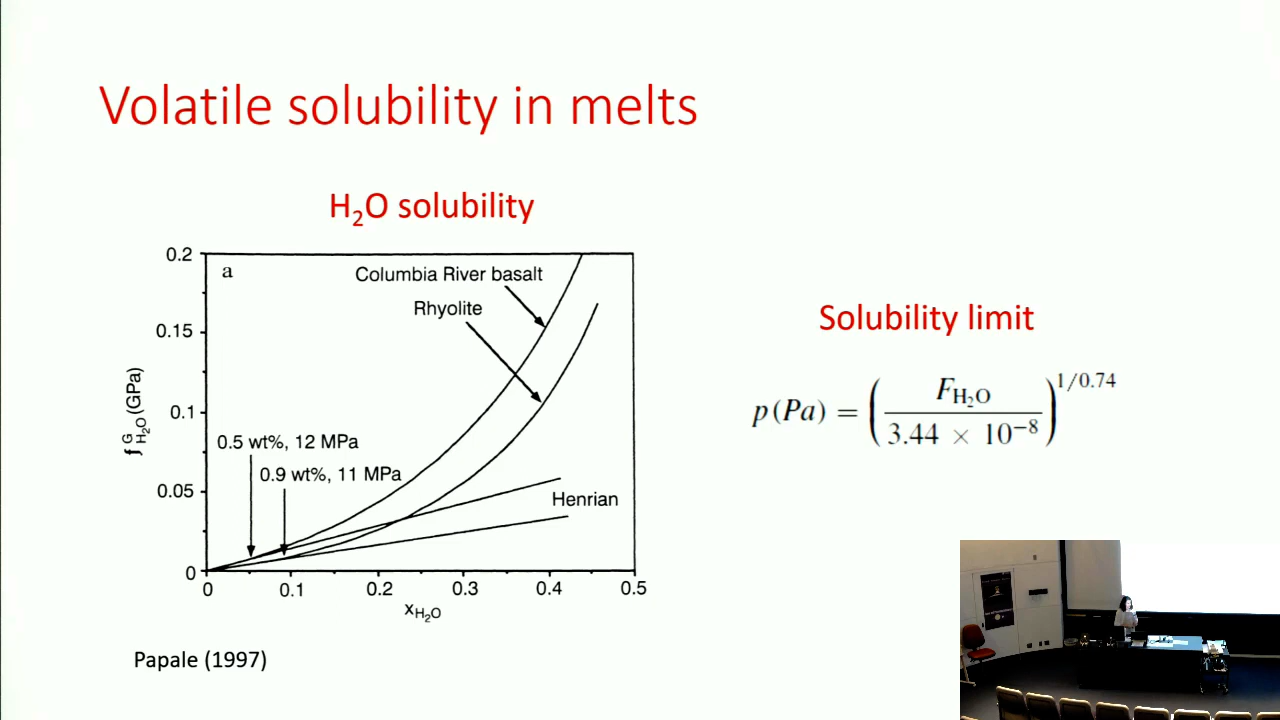 Volatile solubility in melts
H₂O solubility
a
Columbia River basalt
Rhyolite
0.5 wt%, 12 MPa
0.9 wt%, 11 MPa
Henrian
0.2
0.15
0.1
0.05
0
f^G_H₂O (GPa)
0 0.1 0.2 0.3 0.4 0.5
x_H₂O
Papale (1997)
Solubility limit
p(Pa) = (F_H₂O / 3.44 × 10⁻⁸)^1/0.74